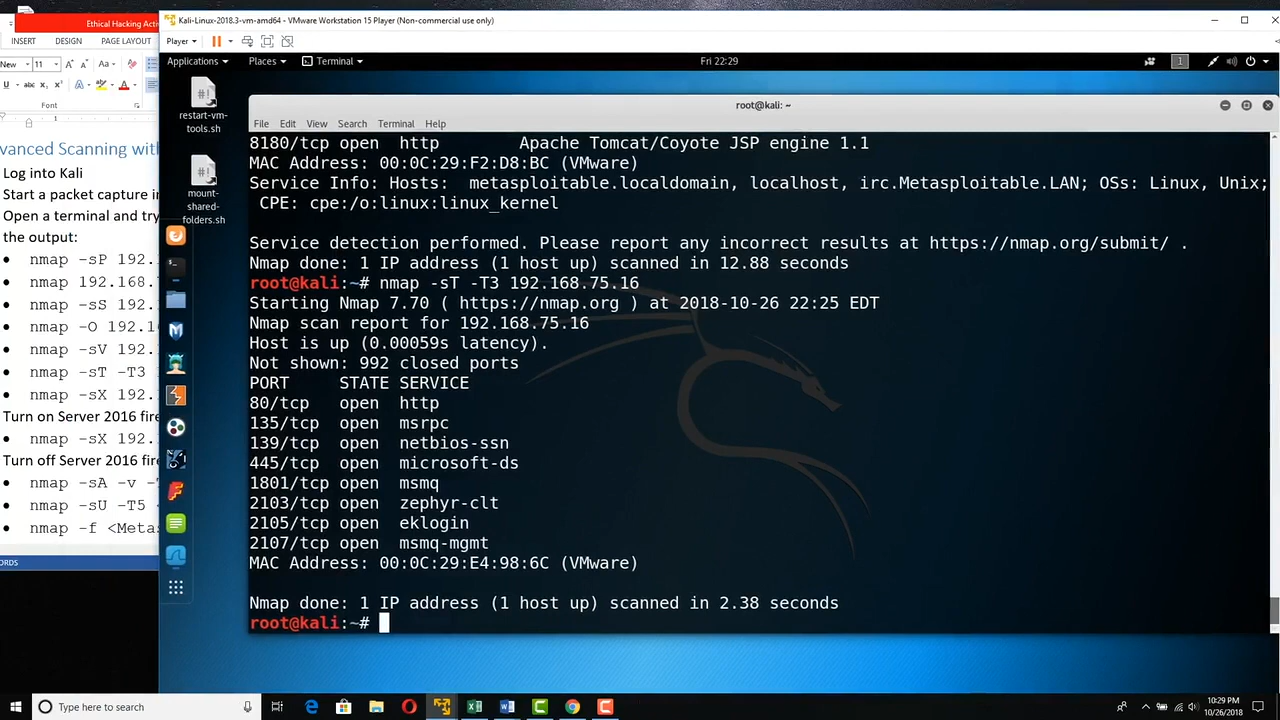 Ethical Hacking Acti
Kali-Linux-2018.3-vm-amd64 - VMware Workstation 15 Player (Non-commercial use only)
INSERT DESIGN PAGE LAYOUT
Player
New 11 Aa
Applications Places Terminal Fri 22:29 1
Font
restart-vm-
tools.sh
mount-
shared-
folders.sh
root@kali: ~
File Edit View Search Terminal Help
vanced Scanning with
Log into Kali
Start a packet capture in
Open a terminal and try
the output:
nmap -sP 192.
nmap 192.168.
nmap -sS 192.
nmap -O 192.1
nmap -sV 192.
nmap -sT -T3
nmap -sX 192.
Turn on Server 2016 fire
nmap -sX 192.
Turn off Server 2016 fire
nmap -sA -v -
nmap -sU -T5
nmap -f <Metas
ORDS
8180/tcp open http Apache Tomcat/Coyote JSP engine 1.1
MAC Address: 00:0C:29:F2:D8:BC (VMware)
Service Info: Hosts: metasploitable.localdomain, localhost, irc.Metasploitable.LAN; OSs: Linux, Unix;
CPE: cpe:/o:linux:linux_kernel
Service detection performed. Please report any incorrect results at https://nmap.org/submit/ .
Nmap done: 1 IP address (1 host up) scanned in 12.88 seconds
root@kali:~# nmap -sT -T3 192.168.75.16
Starting Nmap 7.70 ( https://nmap.org ) at 2018-10-26 22:25 EDT
Nmap scan report for 192.168.75.16
Host is up (0.00059s latency).
Not shown: 992 closed ports
PORT STATE SERVICE
80/tcp open http
135/tcp open msrpc
139/tcp open netbios-ssn
445/tcp open microsoft-ds
1801/tcp open msmq
2103/tcp open zephyr-clt
2105/tcp open eklogin
2107/tcp open msmq-mgmt
MAC Address: 00:0C:29:E4:98:6C (VMware)
Nmap done: 1 IP address (1 host up) scanned in 2.38 seconds
root@kali:~#
Type here to search
10:29 PM
10/26/2018